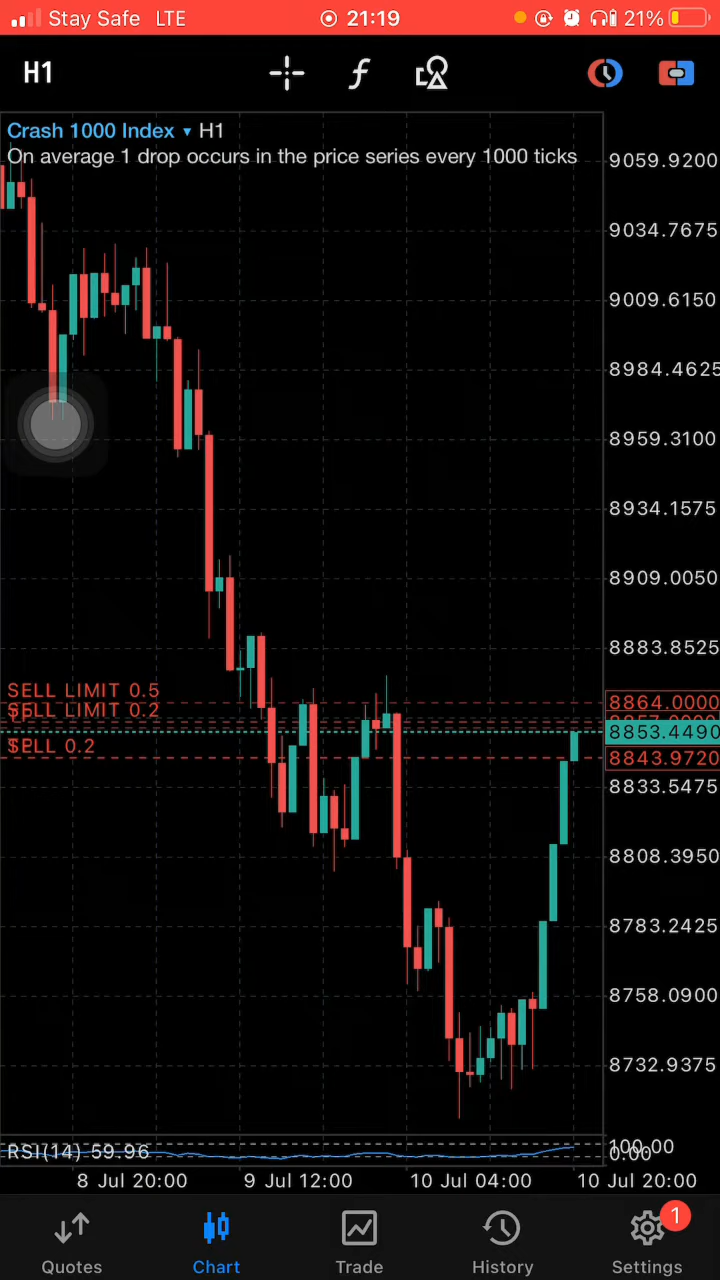 Stay Safe LTE 21:19 21%
H1
Crash 1000 Index ▾ H1
On average 1 drop occurs in the price series every 1000 ticks
9059.9200
9034.7675
9009.6150
8984.4625
8959.3100
8934.1575
8909.0050
8883.8525
SELL LIMIT 0.5
8864.0000
SELL LIMIT 0.2
8853.4490
SELL 0.2
8843.9720
8833.5475
8808.3950
8783.2425
8758.0900
8732.9375
RSI(14) 59.96
100.00
0.00
8 Jul 20:00 9 Jul 12:00 10 Jul 04:00 10 Jul 20:00
1
Quotes Chart Trade History Settings